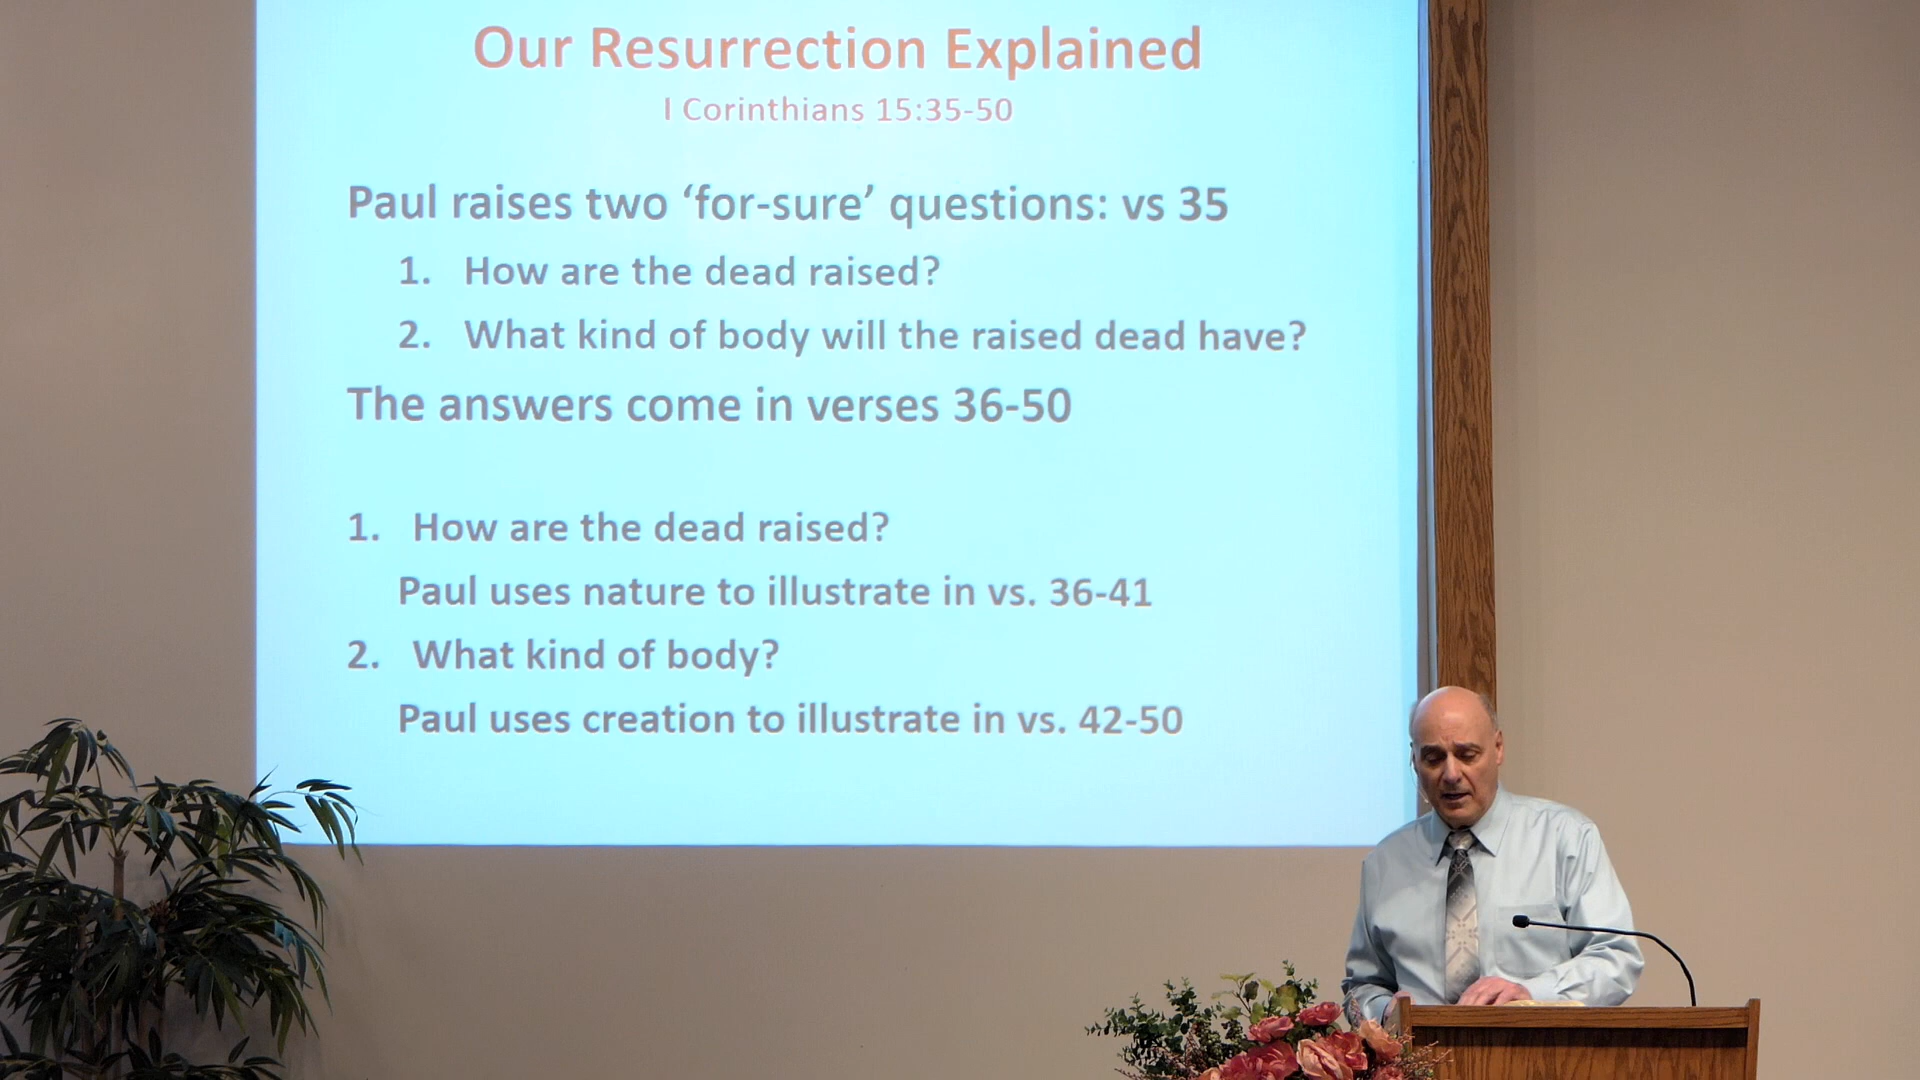 Our Resurrection Explained
I Corinthians 15:35-50
Paul raises two ‘for-sure’ questions: vs 35
1. How are the dead raised?
2. What kind of body will the raised dead have?
The answers come in verses 36-50
1. How are the dead raised?
Paul uses nature to illustrate in vs. 36-41
2. What kind of body?
Paul uses creation to illustrate in vs. 42-50